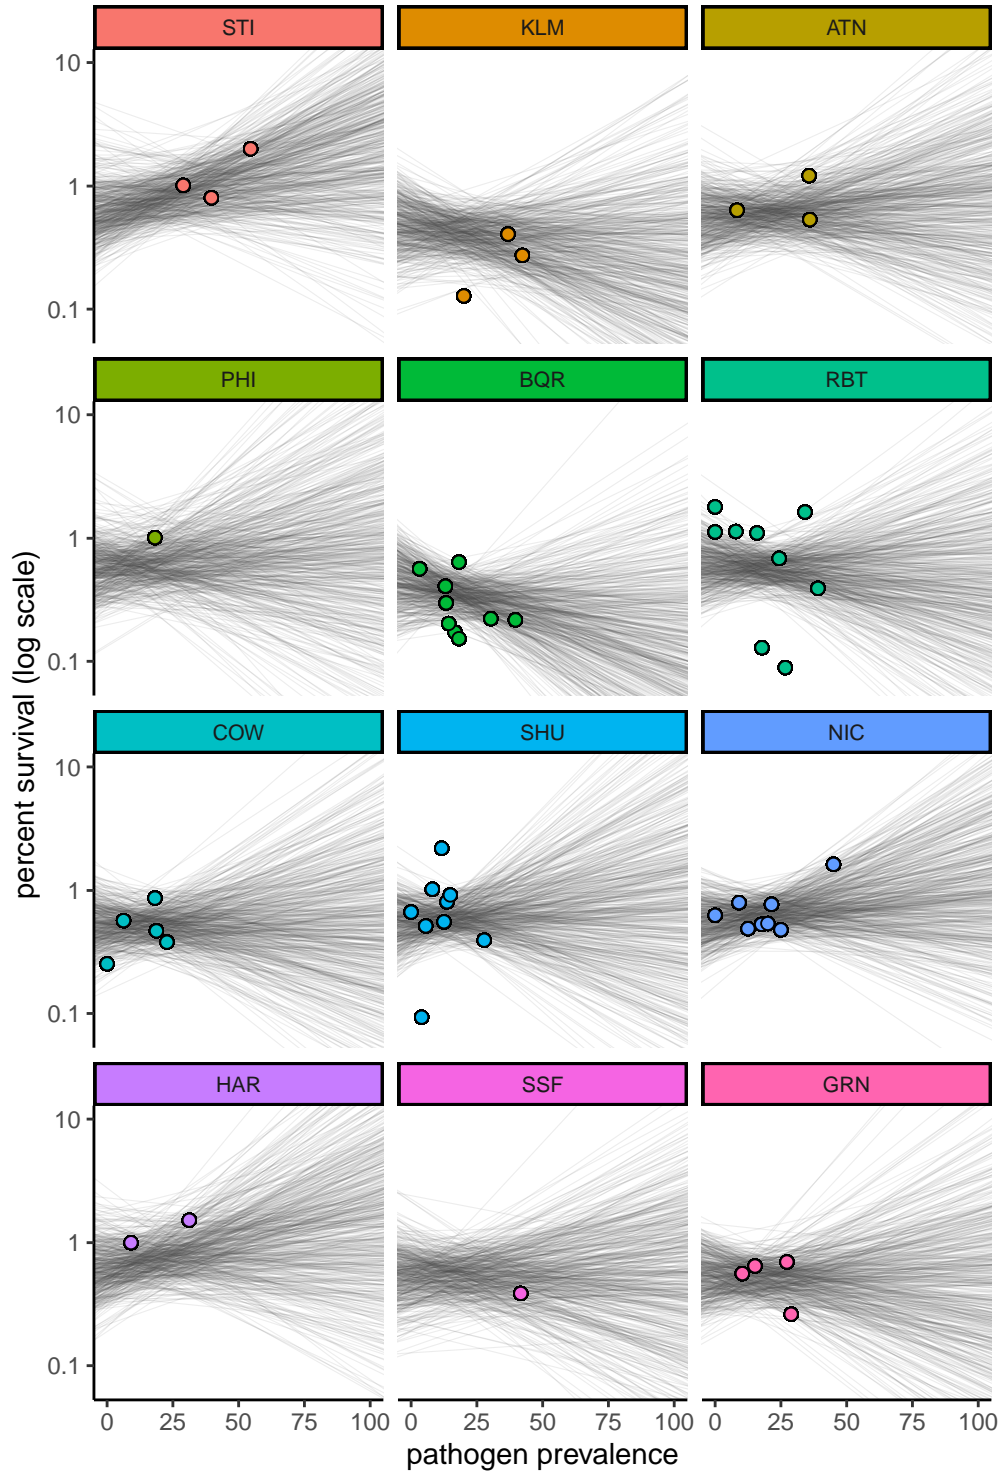 STI KLM ATN
10
1
0.1
PHI BQR RBT
10
1
0.1
percent survival (log scale)
COW SHU NIC
10
1
0.1
HAR SSF GRN
10
1
0.1
0 25 50 75 100 0 25 50 75 100 0 25 50 75 100
pathogen prevalence